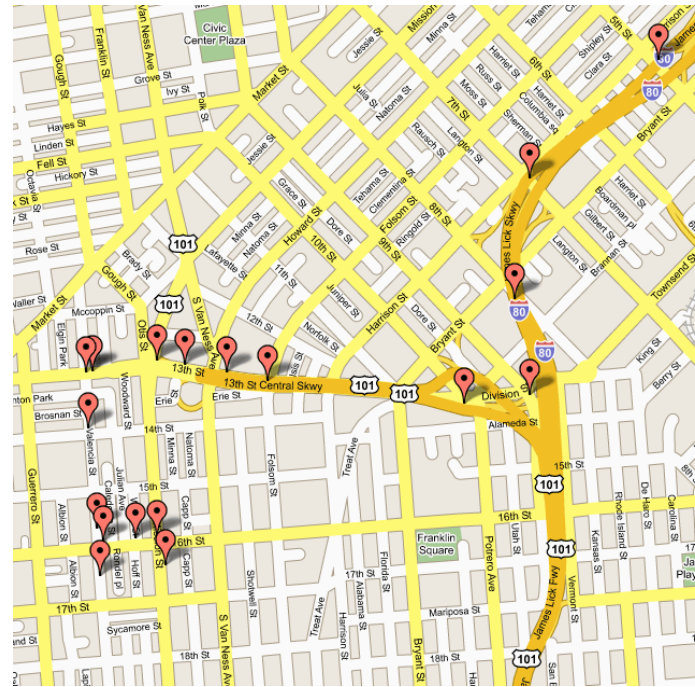 Civic
Center Plaza
Gough St
Franklin St
S Van Ness Ave
Polk St
Grove St
Ivy St
Market St
Hayes St
Linden St
Fell St
Hickory St
Octavia St
Rose St
Mission St
Jessie St
Minna St
Tehama St
Julia St
Natoma St
Harriet St
Shipley St
Clara St
5th St
6th St
7th St
Russ St
Moss St
Harriet St
Columbia sq
Sherman St
Langton St
Rausch St
80
80
Bryant St
Jessie St
Grace St
Tehama St
Clementina St
Folsom St
8th St
Ringold St
9th St
Dore St
Howard St
10th St
Minna St
Natoma St
Lafayette St
11th St
12th St
Juniper St
Norfolk St
Harrison St
Dore St
Bryant St
Harriet St
Boardman pl
Gilbert St
Brannan St
Langton St
Townsend St
101
Brady St
Gough St
Mccoppin St
Market St
Elgin Park
Otis St
101
S Van Ness Ave
80
80
King St
Berry St
13th St
13th St Central Skwy
101
101
Division St
Alameda St
Brosnan St
Woodward St
Erie St
Erie St
14th St
Valencia St
Minna St
Natoma St
Guerrero St
Julian Ave
15th St
Folsom St
Treat Ave
15th St
101
Albion St
Capp St
16th St
Franklin
Square
Utah St
101
Rhode Island St
De Haro St
Carolina St
Kansas St
Albion St
Rondel pl
Hoff St
Capp St
Shotwell St
17th St
Florida St
Alabama St
Potrero Ave
James Lick Fwy
Vermont St
17th St
Treat Ave
Mariposa St
Sycamore St
Harrison St
Bryant St
18th St
18th St
101